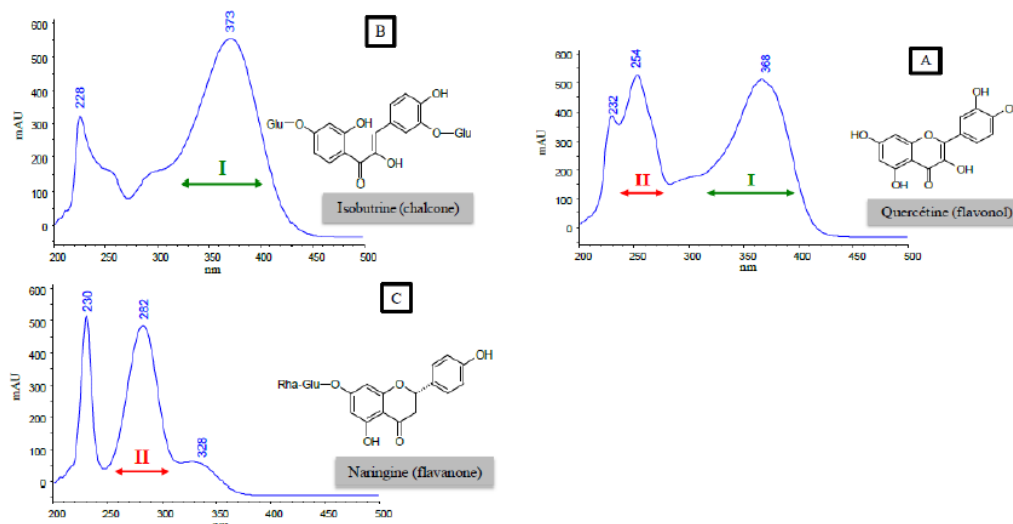 B
600
500
400
300
200
100
0
mAU
228
373
Glu
O
OH
OH
O
Glu
OH
O
I
Isobutrine (chalcone)
200
250
300
350
400
450
500
nm
A
600
500
400
300
200
100
0
mAU
232
254
368
OH
O
HO
O
OH
OH
O
II
I
Quercétine (flavonol)
200
250
300
350
400
450
500
nm
C
600
500
400
300
200
100
0
mAU
230
282
328
OH
Rha-Glu
O
O
OH
O
II
Naringine (flavanone)
200
250
300
350
400
450
500
nm